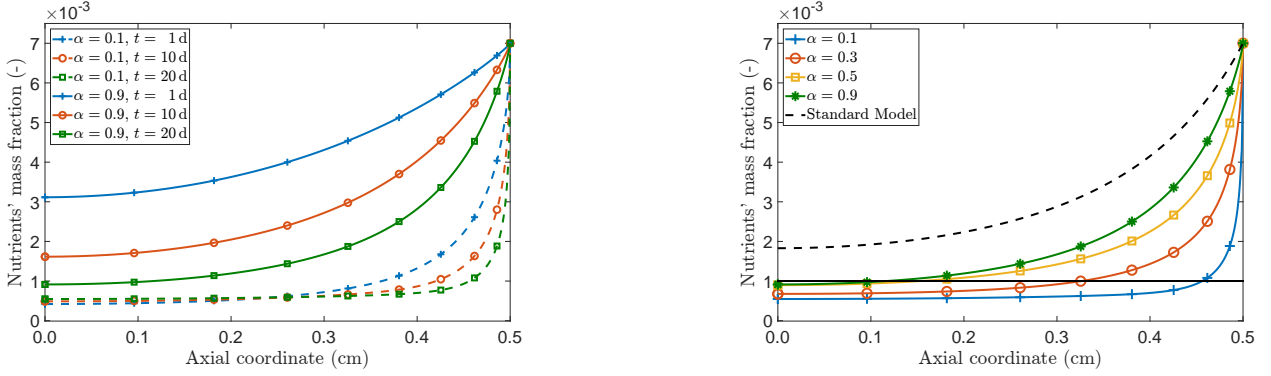 ×10⁻³
Nutrients' mass fraction (-)
7
6
5
4
3
2
1
0
α = 0.1, t = 1 d
α = 0.1, t = 10 d
α = 0.1, t = 20 d
α = 0.9, t = 1 d
α = 0.9, t = 10 d
α = 0.9, t = 20 d
0.0 0.1 0.2 0.3 0.4 0.5
Axial coordinate (cm)
×10⁻³
Nutrients' mass fraction (-)
7
6
5
4
3
2
1
0
α = 0.1
α = 0.3
α = 0.5
α = 0.9
Standard Model
0.0 0.1 0.2 0.3 0.4 0.5
Axial coordinate (cm)